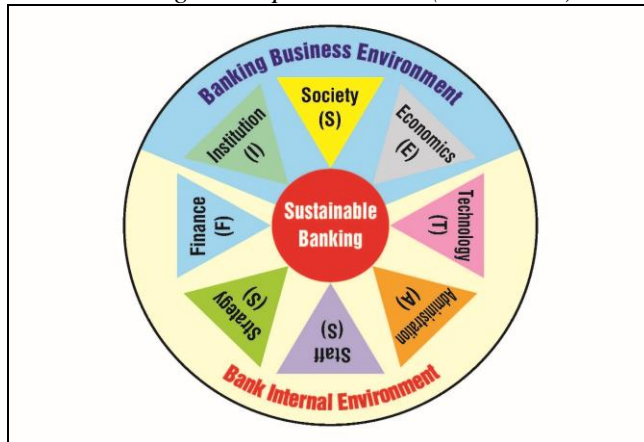 Banking Business Environment
Institution
(I)
Society
(S)
Economics
(E)
Finance
(F)
Sustainable
Banking
Technology
(T)
Strategy
(S)
Staff
(S)
Administration
(A)
Bank Internal Environment